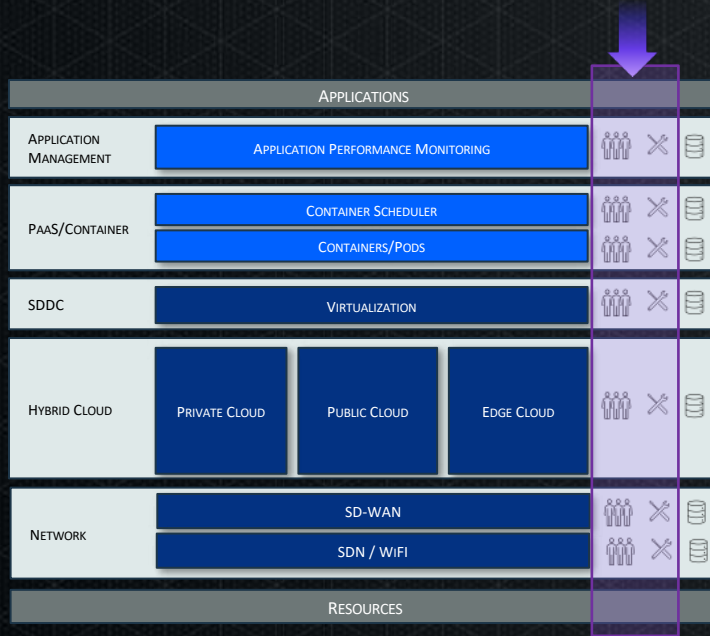 APPLICATIONS
APPLICATION
MANAGEMENT
APPLICATION PERFORMANCE MONITORING
PAAS/CONTAINER
CONTAINER SCHEDULER
CONTAINERS/PODS
SDDC
VIRTUALIZATION
HYBRID CLOUD
PRIVATE CLOUD
PUBLIC CLOUD
EDGE CLOUD
NETWORK
SD-WAN
SDN / WIFI
RESOURCES